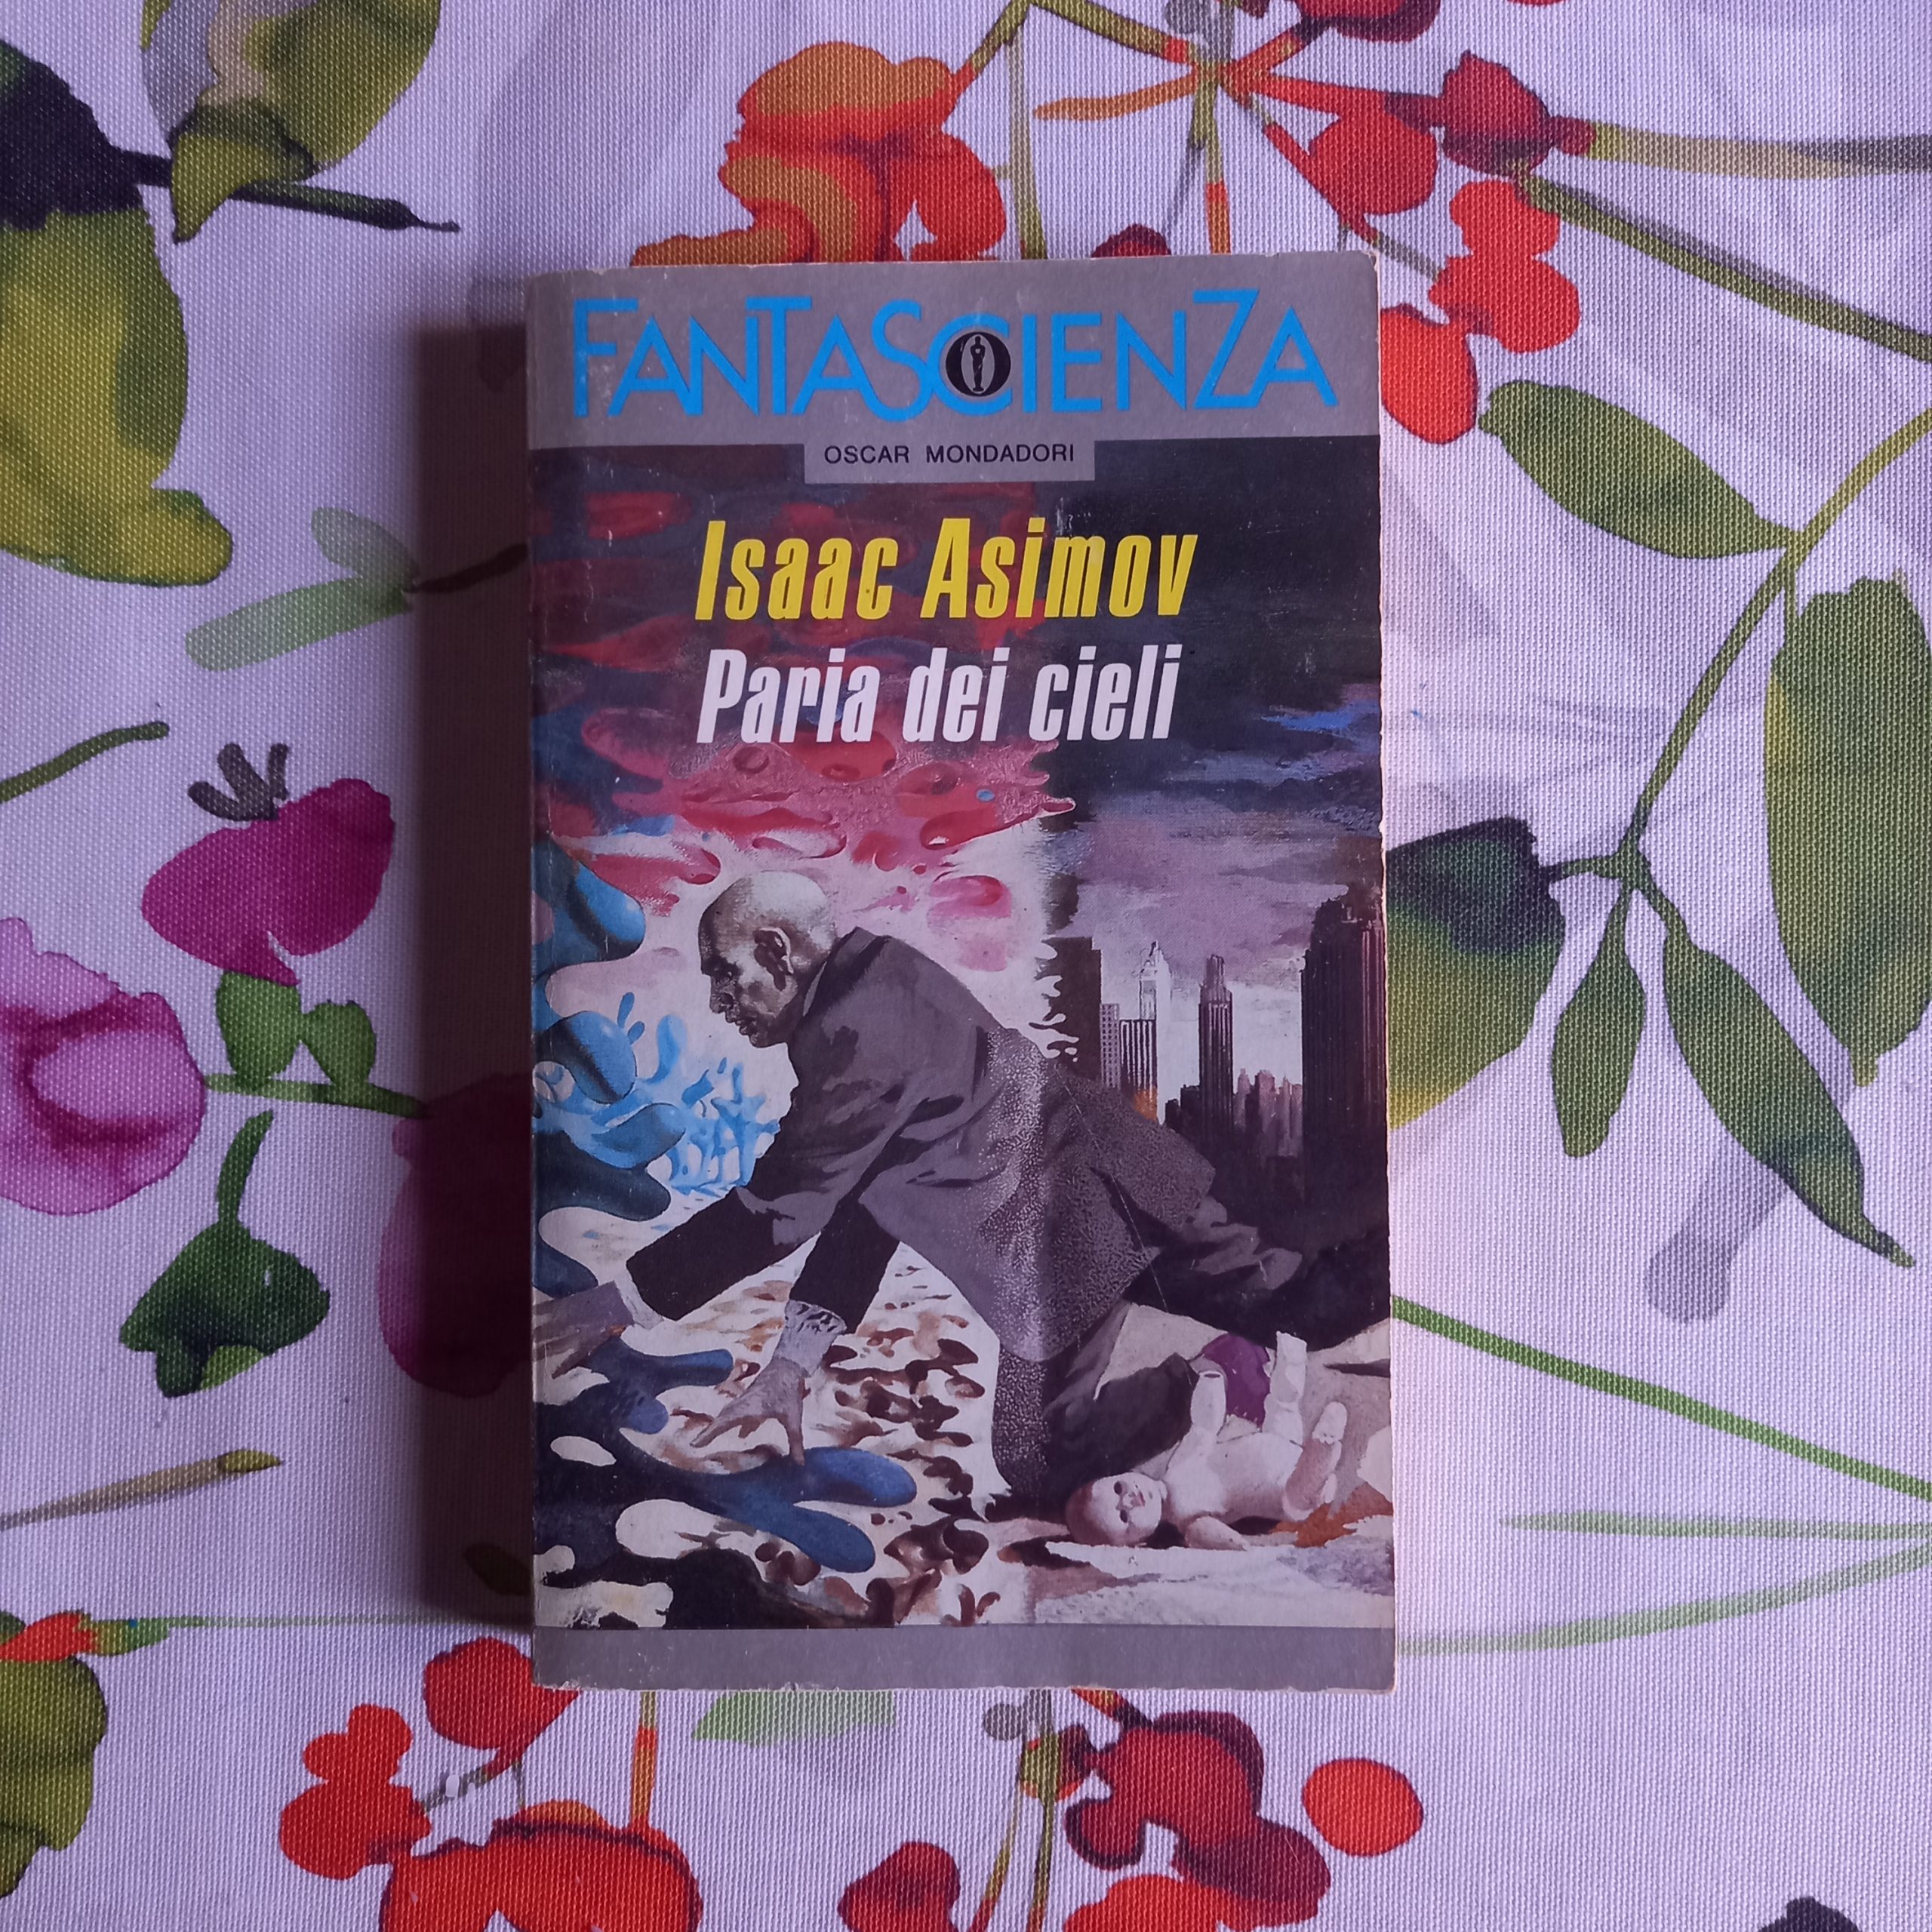 FANTASCIENZA
OSCAR MONDADORI
Isaac Asimov
Paria dei cieli